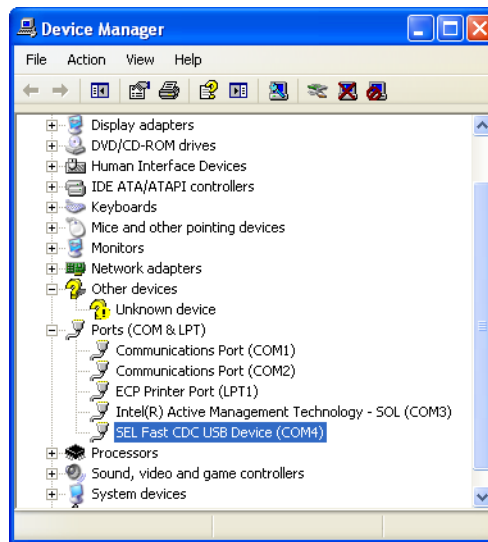 Device Manager
File Action View Help
Display adapters
DVD/CD-ROM drives
Human Interface Devices
IDE ATA/ATAPI controllers
Keyboards
Mice and other pointing devices
Monitors
Network adapters
Other devices
Unknown device
Ports (COM & LPT)
Communications Port (COM1)
Communications Port (COM2)
ECP Printer Port (LPT1)
Intel(R) Active Management Technology - SOL (COM3)
SEL Fast CDC USB Device (COM4)
Processors
Sound, video and game controllers
System devices